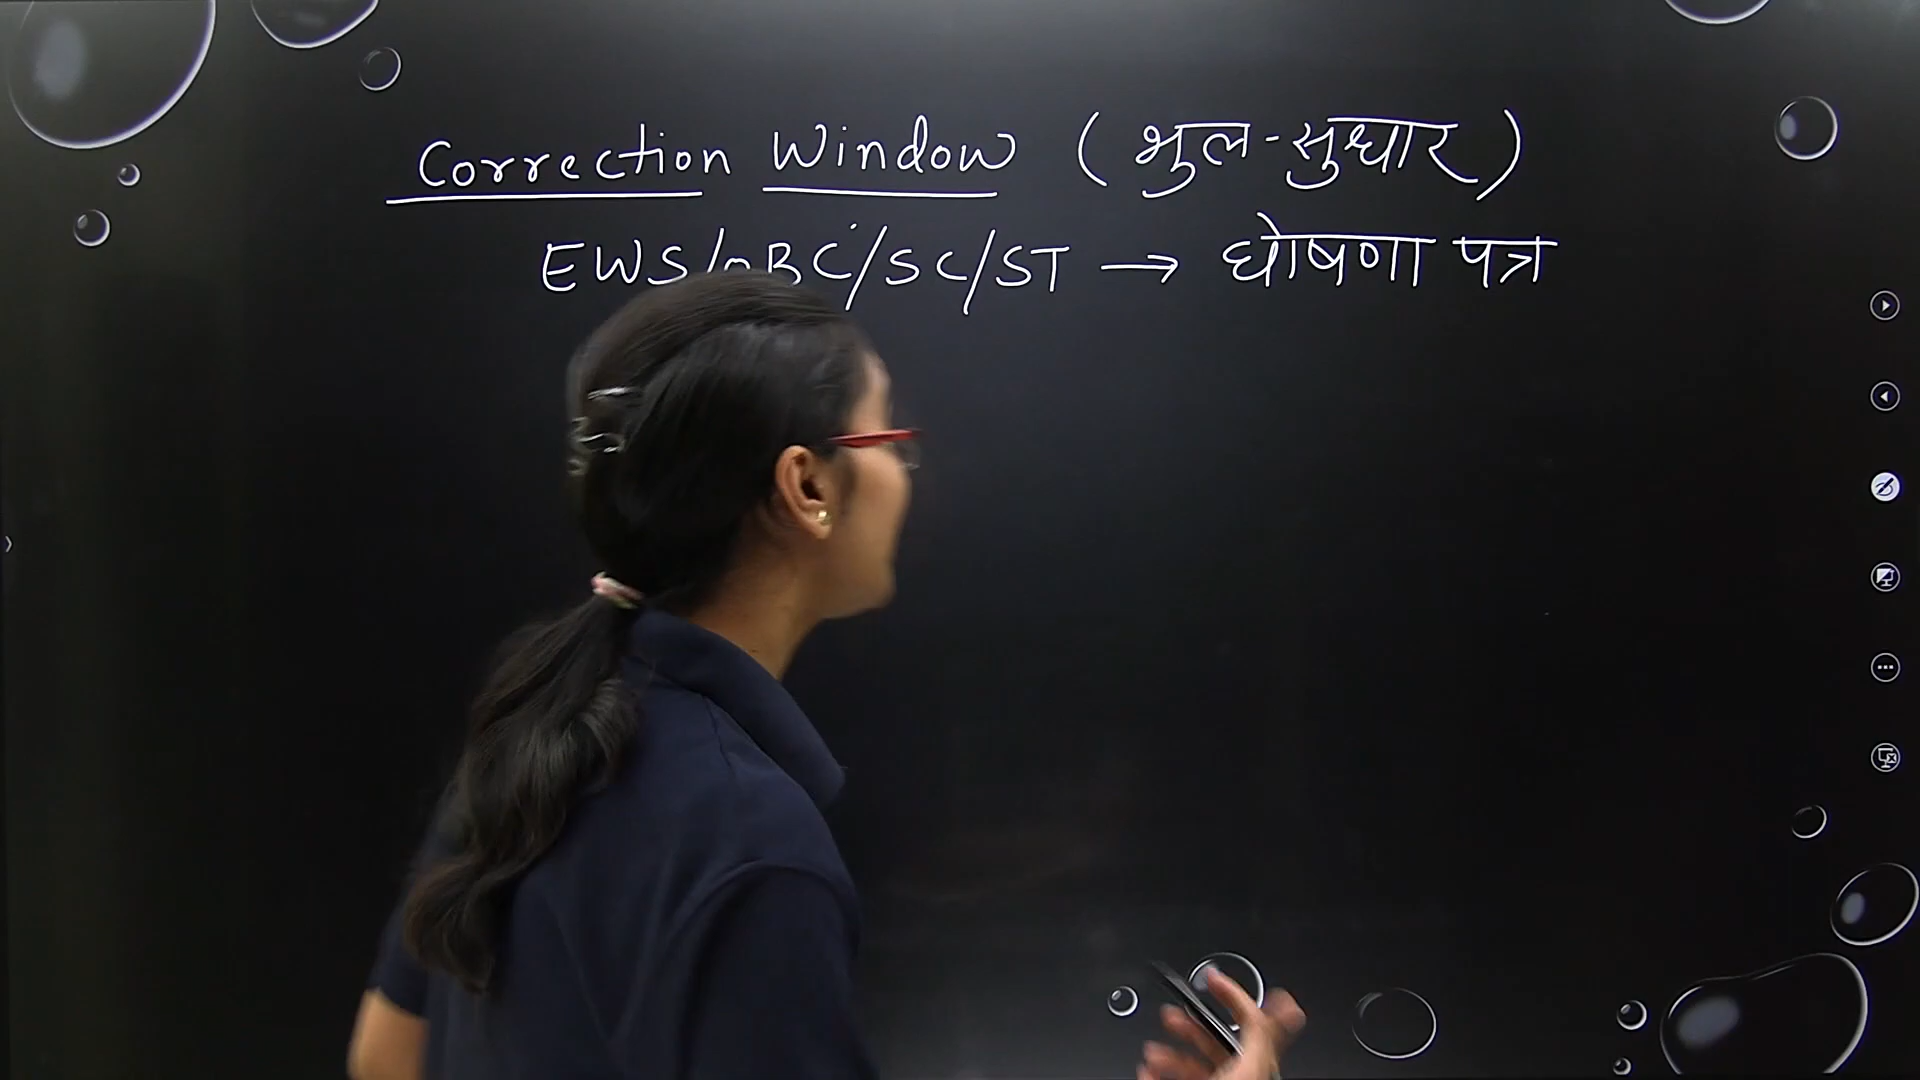 Correction Window (भुल-सुधार)
EWS/OBC/SC/ST → घोषणा पत्र